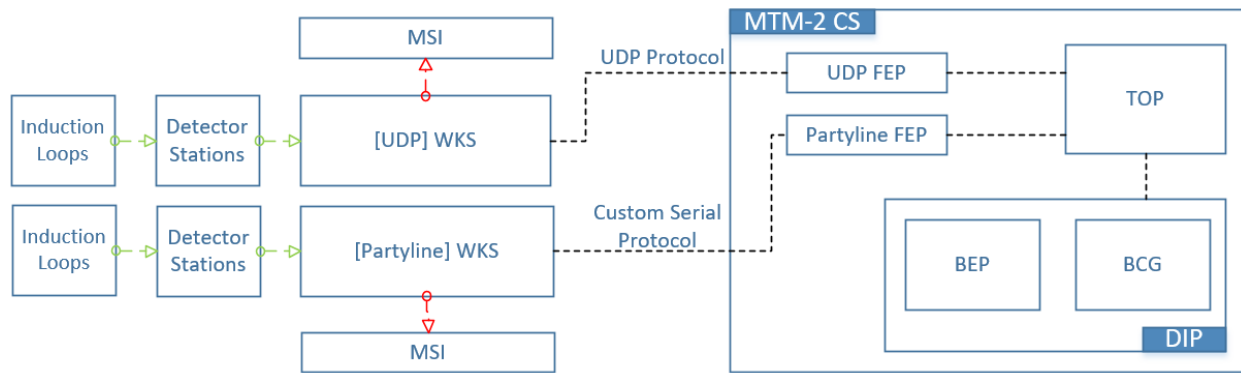 MSI
MTM-2 CS
UDP Protocol
UDP FEP
TOP
Induction
Loops
Detector
Stations
[UDP] WKS
Partyline FEP
Induction
Loops
Detector
Stations
[Partyline] WKS
Custom Serial
Protocol
BEP
BCG
DIP
MSI